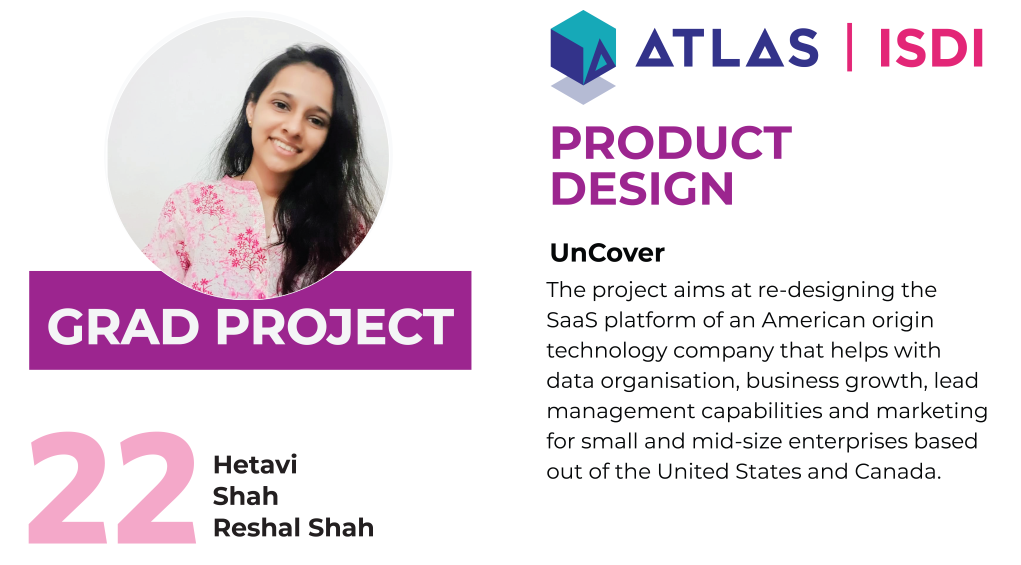 GRAD PROJECT
22
Hetavi
Shah
Reshal Shah
ATLAS | ISDI
PRODUCT
DESIGN
UnCover
The project aims at re-designing the
SaaS platform of an American origin
technology company that helps with
data organisation, business growth, lead
management capabilities and marketing
for small and mid-size enterprises based
out of the United States and Canada.